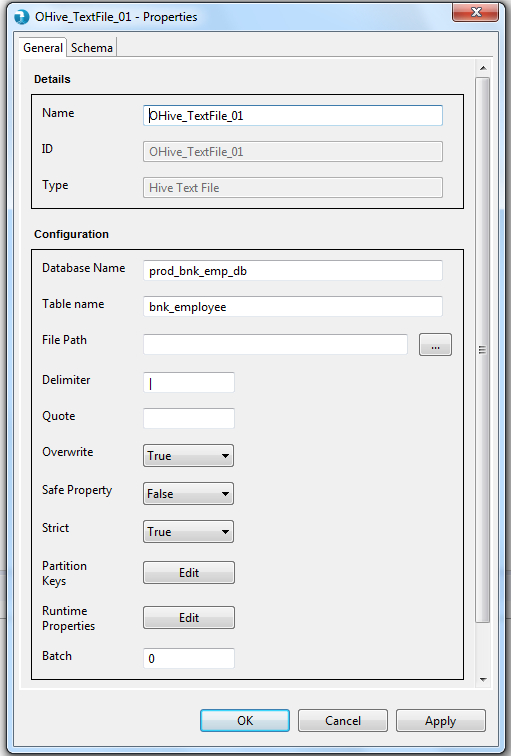 OHive_TextFile_01 - Properties
General Schema
Details
Name OHive_TextFile_01
ID OHive_TextFile_01
Type Hive Text File
Configuration
Database Name prod_bnk_emp_db
Table name bnk_employee
File Path ...
Delimiter |
Quote
Overwrite True
Safe Property False
Strict True
Partition
Keys Edit
Runtime
Properties Edit
Batch 0
OK Cancel Apply